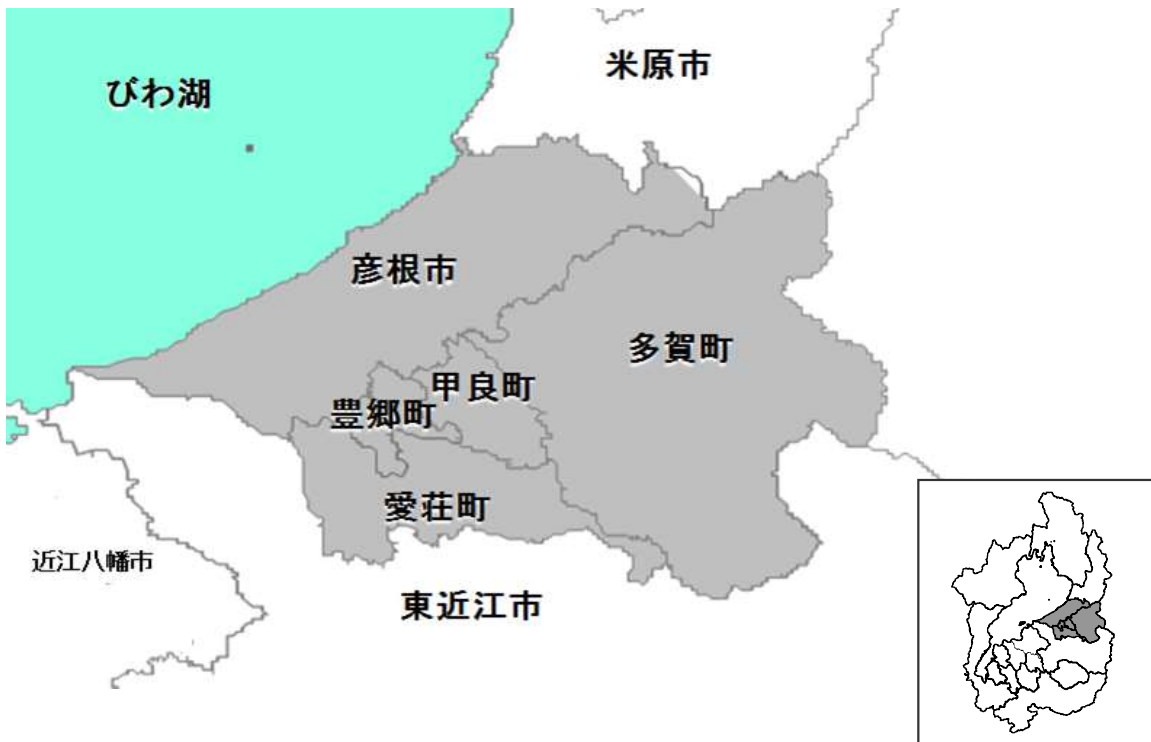 米原市
びわ湖
彦根市
多賀町
甲良町
豊郷町
愛荘町
近江八幡市
東近江市